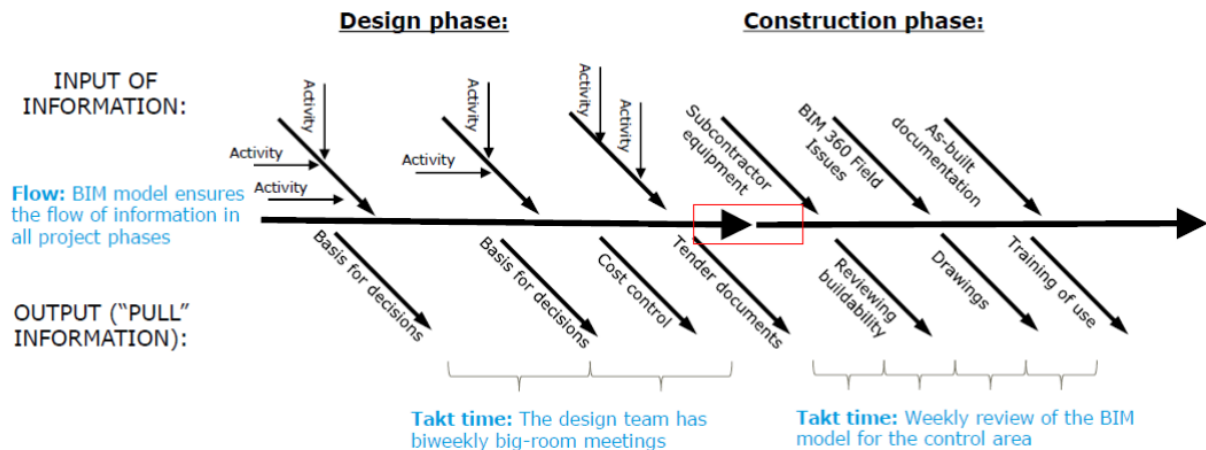 Design phase:
Construction phase:
INPUT OF
INFORMATION:
Activity
Activity
Activity
Activity
Activity
Activity
Activity
Subcontractor
equipment
BIM 360 Field
Issues
As-built
documentation
Flow: BIM model ensures
the flow of information in
all project phases
Basis for decisions
Basis for decisions
Cost control
Tender documents
Reviewing
buildability
Drawings
Training of use
OUTPUT (“PULL”
INFORMATION):
Takt time: The design team has
biweekly big-room meetings
Takt time: Weekly review of the BIM
model for the control area